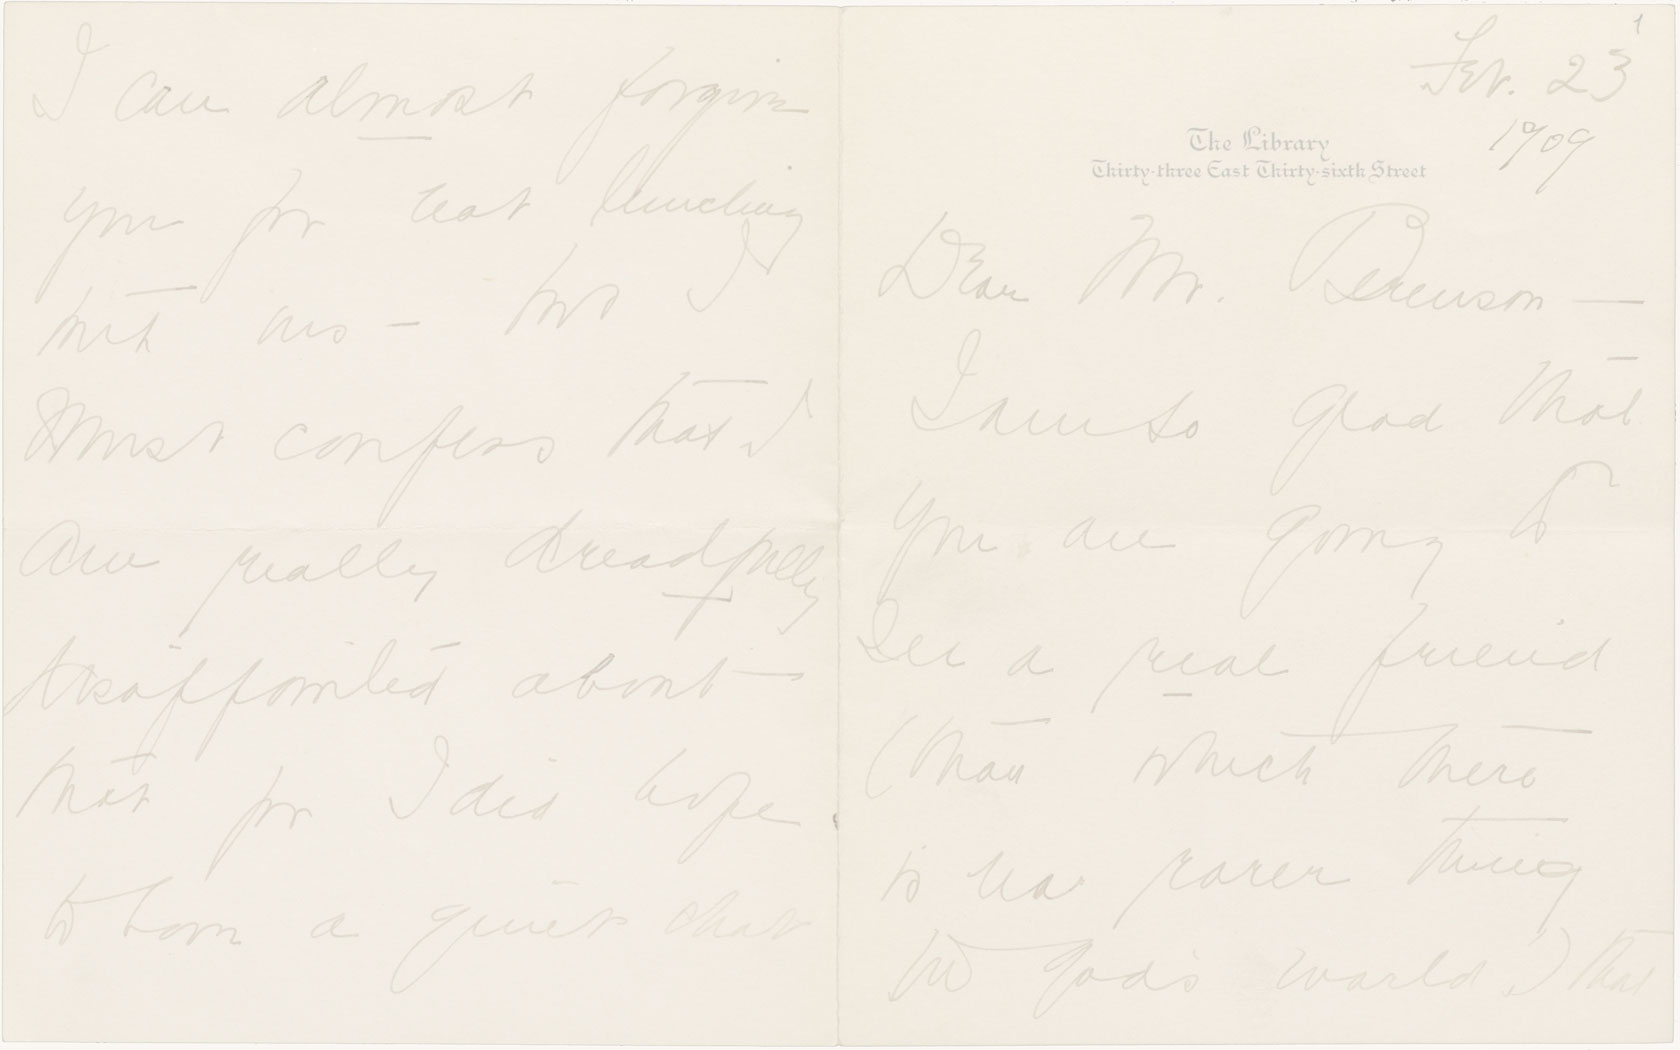 1
Feb. 23
1909
The Library
Thirty-three East Thirty-sixth Street
Dear Mr. Berenson —
I am so glad that
you are going to
see a real friend
(than which there
is no rarer thing
in God's world) that
I can almost forgive
you for not lunching
with us — but I
must confess that I
am really dreadfully
disappointed about
that for I did hope
to have a quiet chat